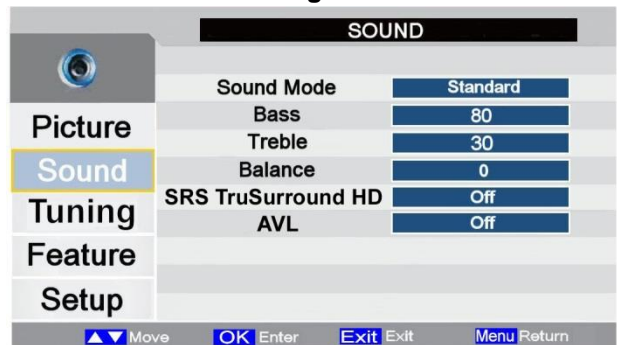 SOUND
Sound Mode Standard
Bass 80
Treble 30
Balance 0
SRS TruSurround HD Off
AVL Off
Picture
Sound
Tuning
Feature
Setup
▲▼ Move OK Enter Exit Exit Menu Return